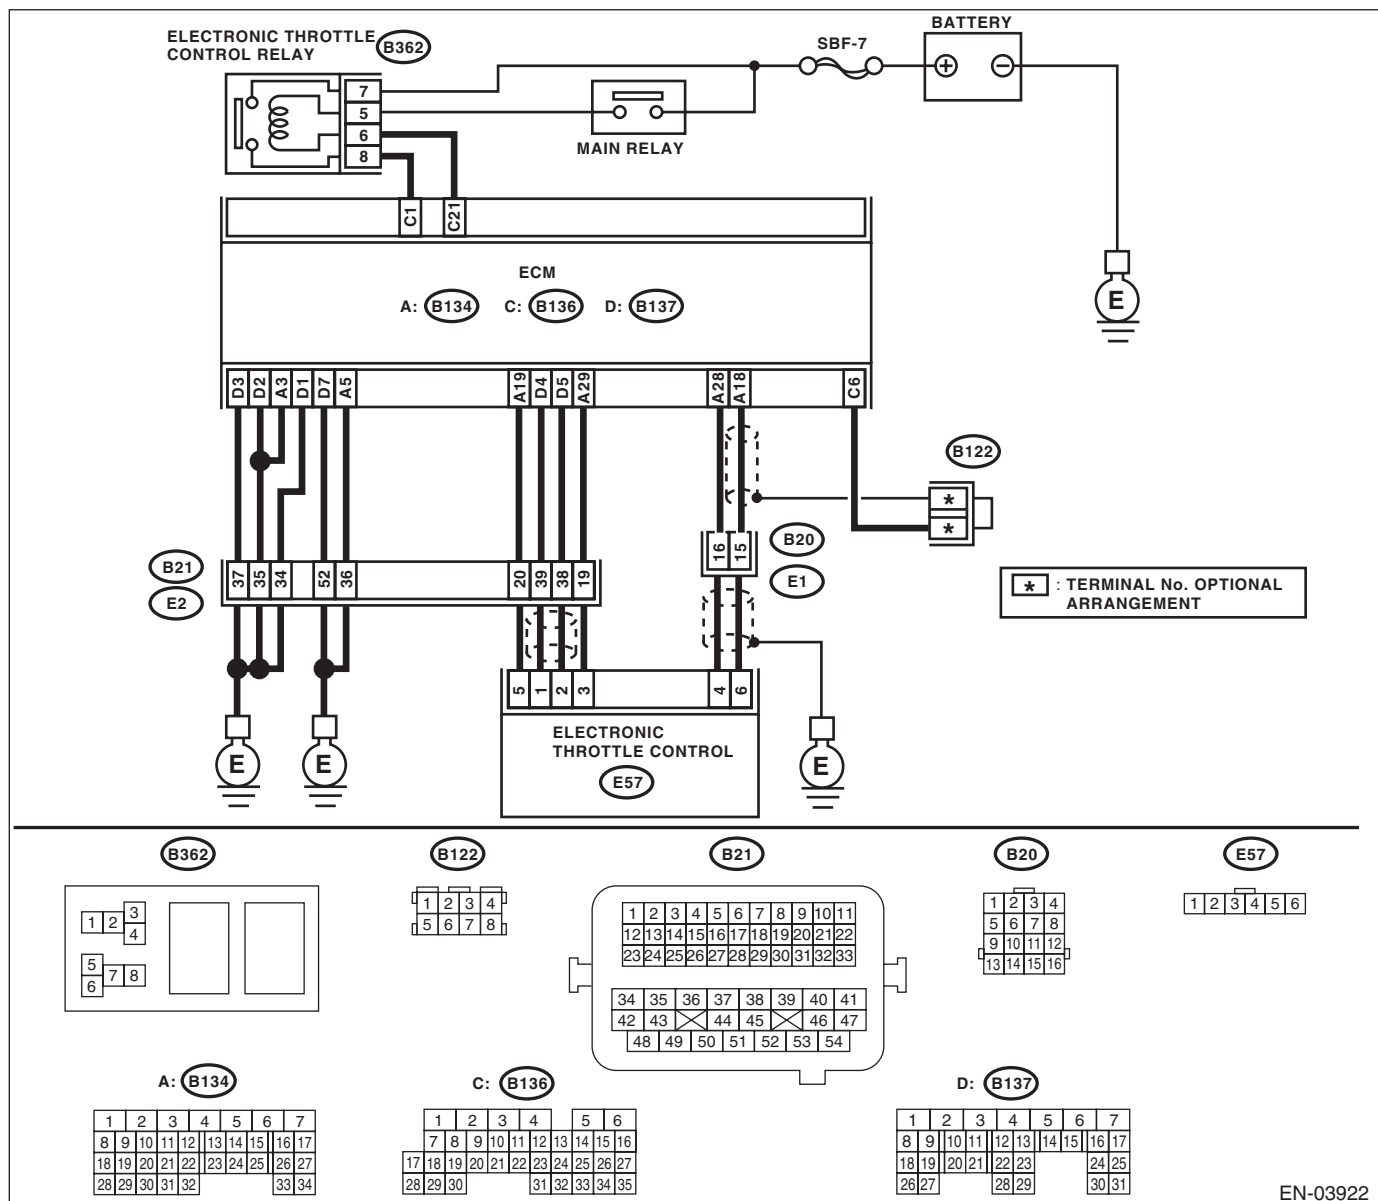 BATTERY
ELECTRONIC THROTTLE
CONTROL RELAY
B362
SBF-7
+ −
7
5
6
8
MAIN RELAY
C1 C21
E
ECM
A: B134 C: B136 D: B137
D3 D2 A3 D1 D7 A5 A19 D4 D5 A29 A28 A18 C6
B122
*
*
B21
E2
37 35 34 52 36 20 39 38 19
16 15
B20
E1
* : TERMINAL No. OPTIONAL
ARRANGEMENT
5 1 2 3 4 6
ELECTRONIC
THROTTLE CONTROL
E57
E E E
B362 B122 B21 B20 E57
1 2 3
4
5 7 8
6
1 2 3 4
5 6 7 8
1 2 3 4 5 6 7 8 9 10 11
12 13 14 15 16 17 18 19 20 21 22
23 24 25 26 27 28 29 30 31 32 33
34 35 36 37 38 39 40 41
42 43 44 45 46 47
48 49 50 51 52 53 54
1 2 3 4
5 6 7 8
9 10 11 12
13 14 15 16
1 2 3 4 5 6
A: B134
1 2 3 4 5 6 7
8 9 10 11 12 13 14 15 16 17
18 19 20 21 22 23 24 25 26 27
28 29 30 31 32 33 34
C: B136
1 2 3 4 5 6
7 8 9 10 11 12 13 14 15 16
17 18 19 20 21 22 23 24 25 26 27
28 29 30 31 32 33 34 35
D: B137
1 2 3 4 5 6 7
8 9 10 11 12 13 14 15 16 17
18 19 20 21 22 23 24 25
26 27 28 29 30 31
EN-03922